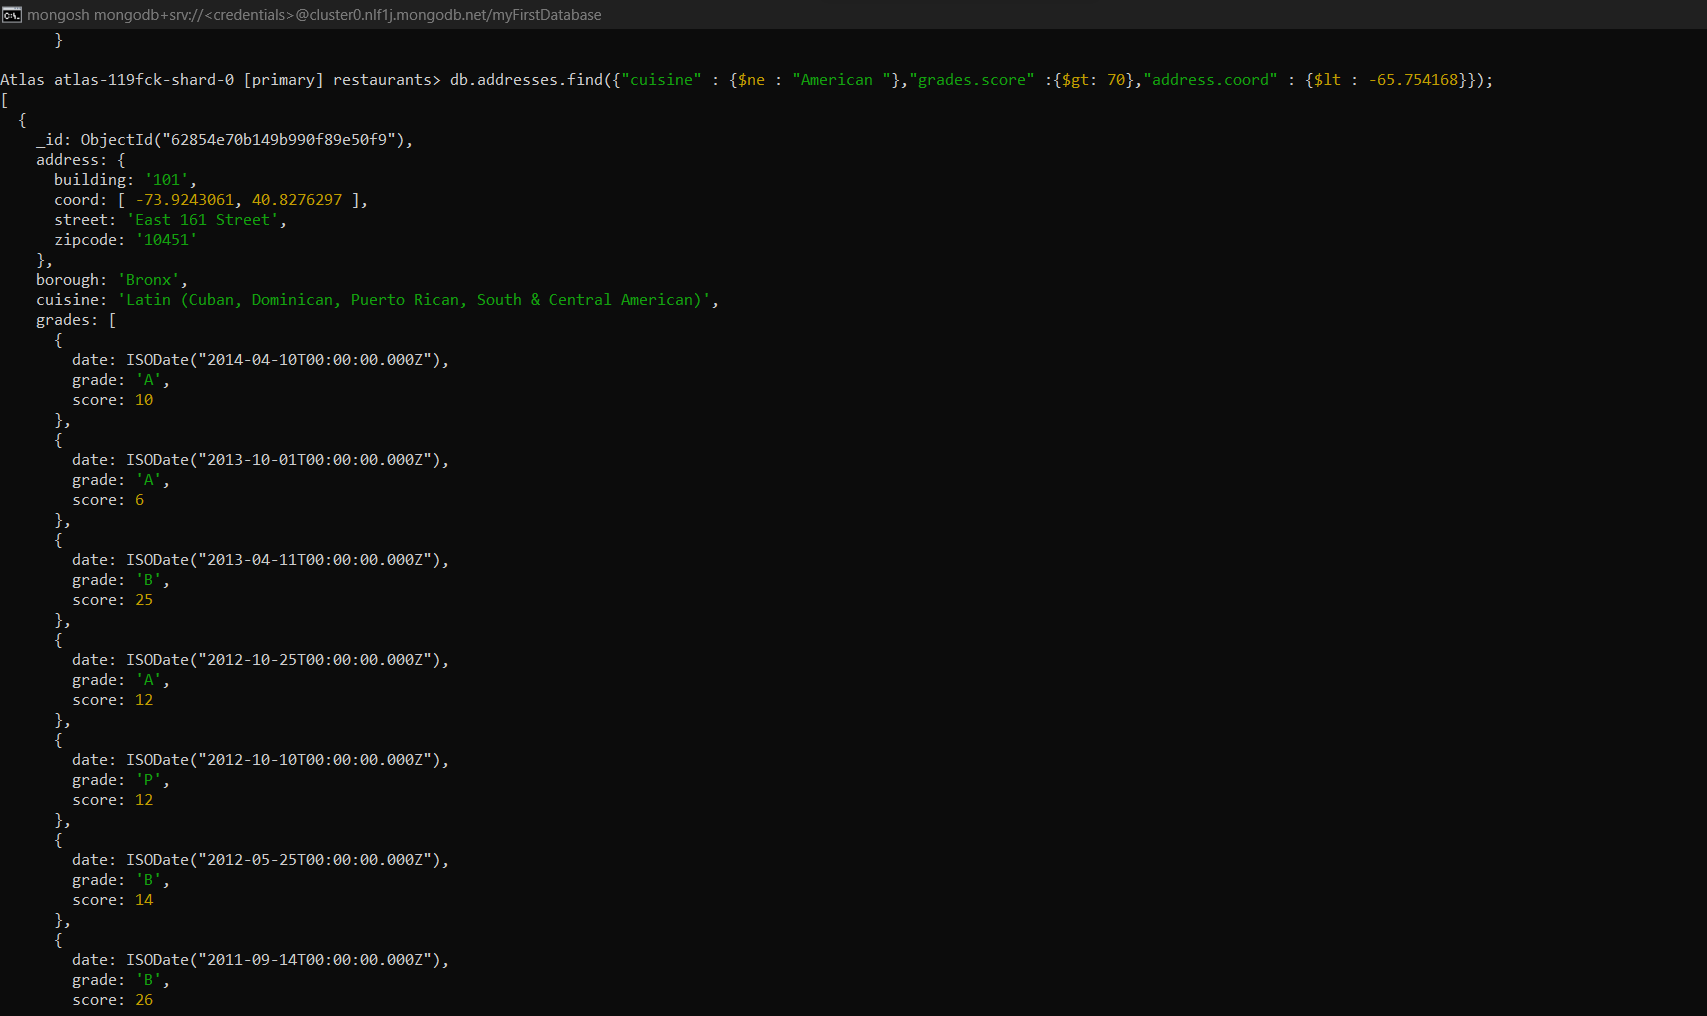 mongosh mongodb+srv://<credentials>@cluster0.nlf1j.mongodb.net/myFirstDatabase
      }
Atlas atlas-119fck-shard-0 [primary] restaurants> db.addresses.find({"cuisine" : {$ne : "American "},"grades.score" :{$gt: 70},"address.coord" : {$lt : -65.754168}});
[
  {
    _id: ObjectId("62854e70b149b990f89e50f9"),
    address: {
      building: '101',
      coord: [ -73.9243061, 40.8276297 ],
      street: 'East 161 Street',
      zipcode: '10451'
    },
    borough: 'Bronx',
    cuisine: 'Latin (Cuban, Dominican, Puerto Rican, South & Central American)',
    grades: [
      {
        date: ISODate("2014-04-10T00:00:00.000Z"),
        grade: 'A',
        score: 10
      },
      {
        date: ISODate("2013-10-01T00:00:00.000Z"),
        grade: 'A',
        score: 6
      },
      {
        date: ISODate("2013-04-11T00:00:00.000Z"),
        grade: 'B',
        score: 25
      },
      {
        date: ISODate("2012-10-25T00:00:00.000Z"),
        grade: 'A',
        score: 12
      },
      {
        date: ISODate("2012-10-10T00:00:00.000Z"),
        grade: 'P',
        score: 12
      },
      {
        date: ISODate("2012-05-25T00:00:00.000Z"),
        grade: 'B',
        score: 14
      },
      {
        date: ISODate("2011-09-14T00:00:00.000Z"),
        grade: 'B',
        score: 26